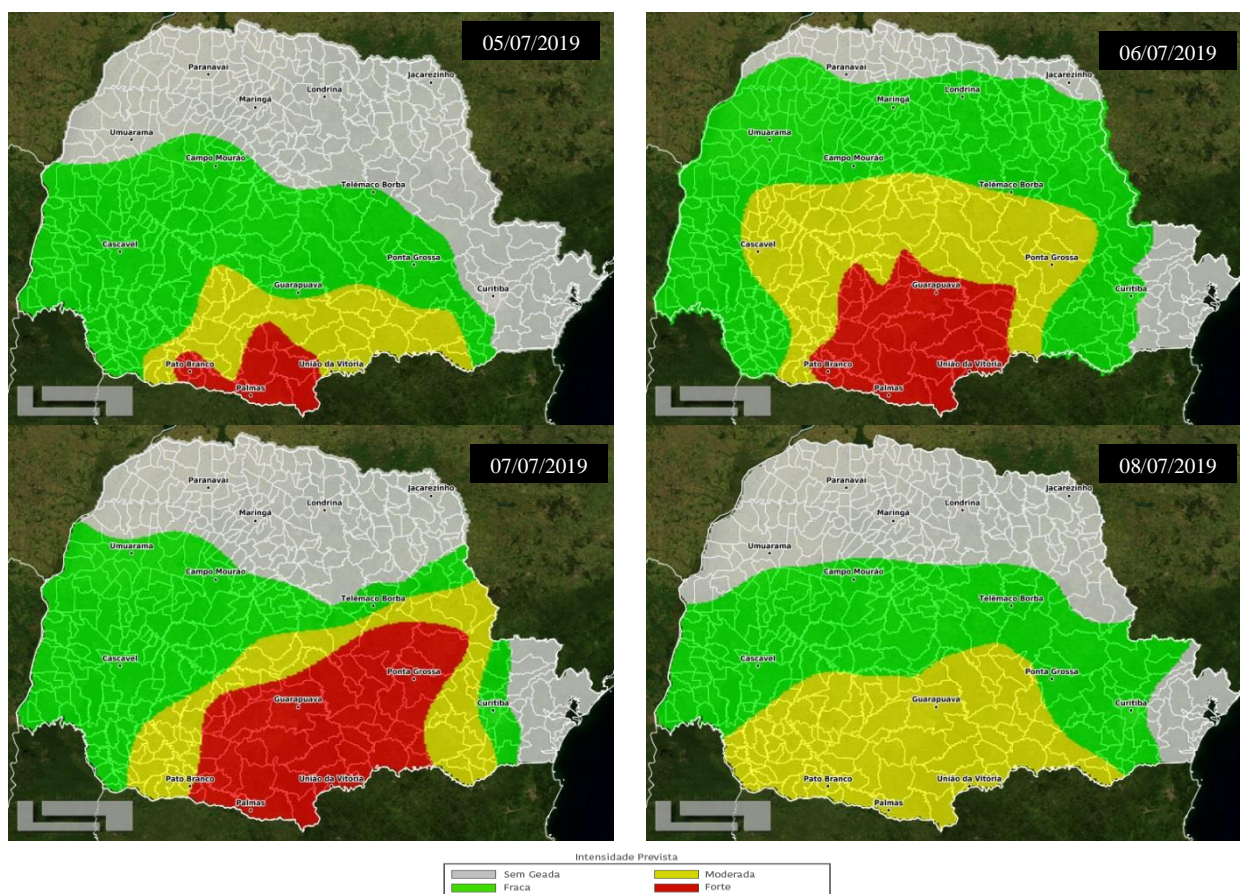 05/07/2019
Paranavaí
Jacarezinho
Londrina
Maringá
Umuarama
Campo Mourão
Telêmaco Borba
Cascavel
Ponta Grossa
Guarapuava
Curitiba
Pato Branco
União da Vitória
Palmas
06/07/2019
Paranavaí
Jacarezinho
Londrina
Maringá
Umuarama
Campo Mourão
Telêmaco Borba
Cascavel
Ponta Grossa
Guarapuava
Curitiba
Pato Branco
União da Vitória
Palmas
07/07/2019
Paranavaí
Jacarezinho
Londrina
Maringá
Umuarama
Campo Mourão
Telêmaco Borba
Cascavel
Ponta Grossa
Guarapuava
Curitiba
Pato Branco
União da Vitória
Palmas
08/07/2019
Paranavaí
Jacarezinho
Londrina
Maringá
Umuarama
Campo Mourão
Telêmaco Borba
Cascavel
Ponta Grossa
Guarapuava
Curitiba
Pato Branco
União da Vitória
Palmas
Intensidade Prevista
Sem Geada
Moderada
Fraca
Forte